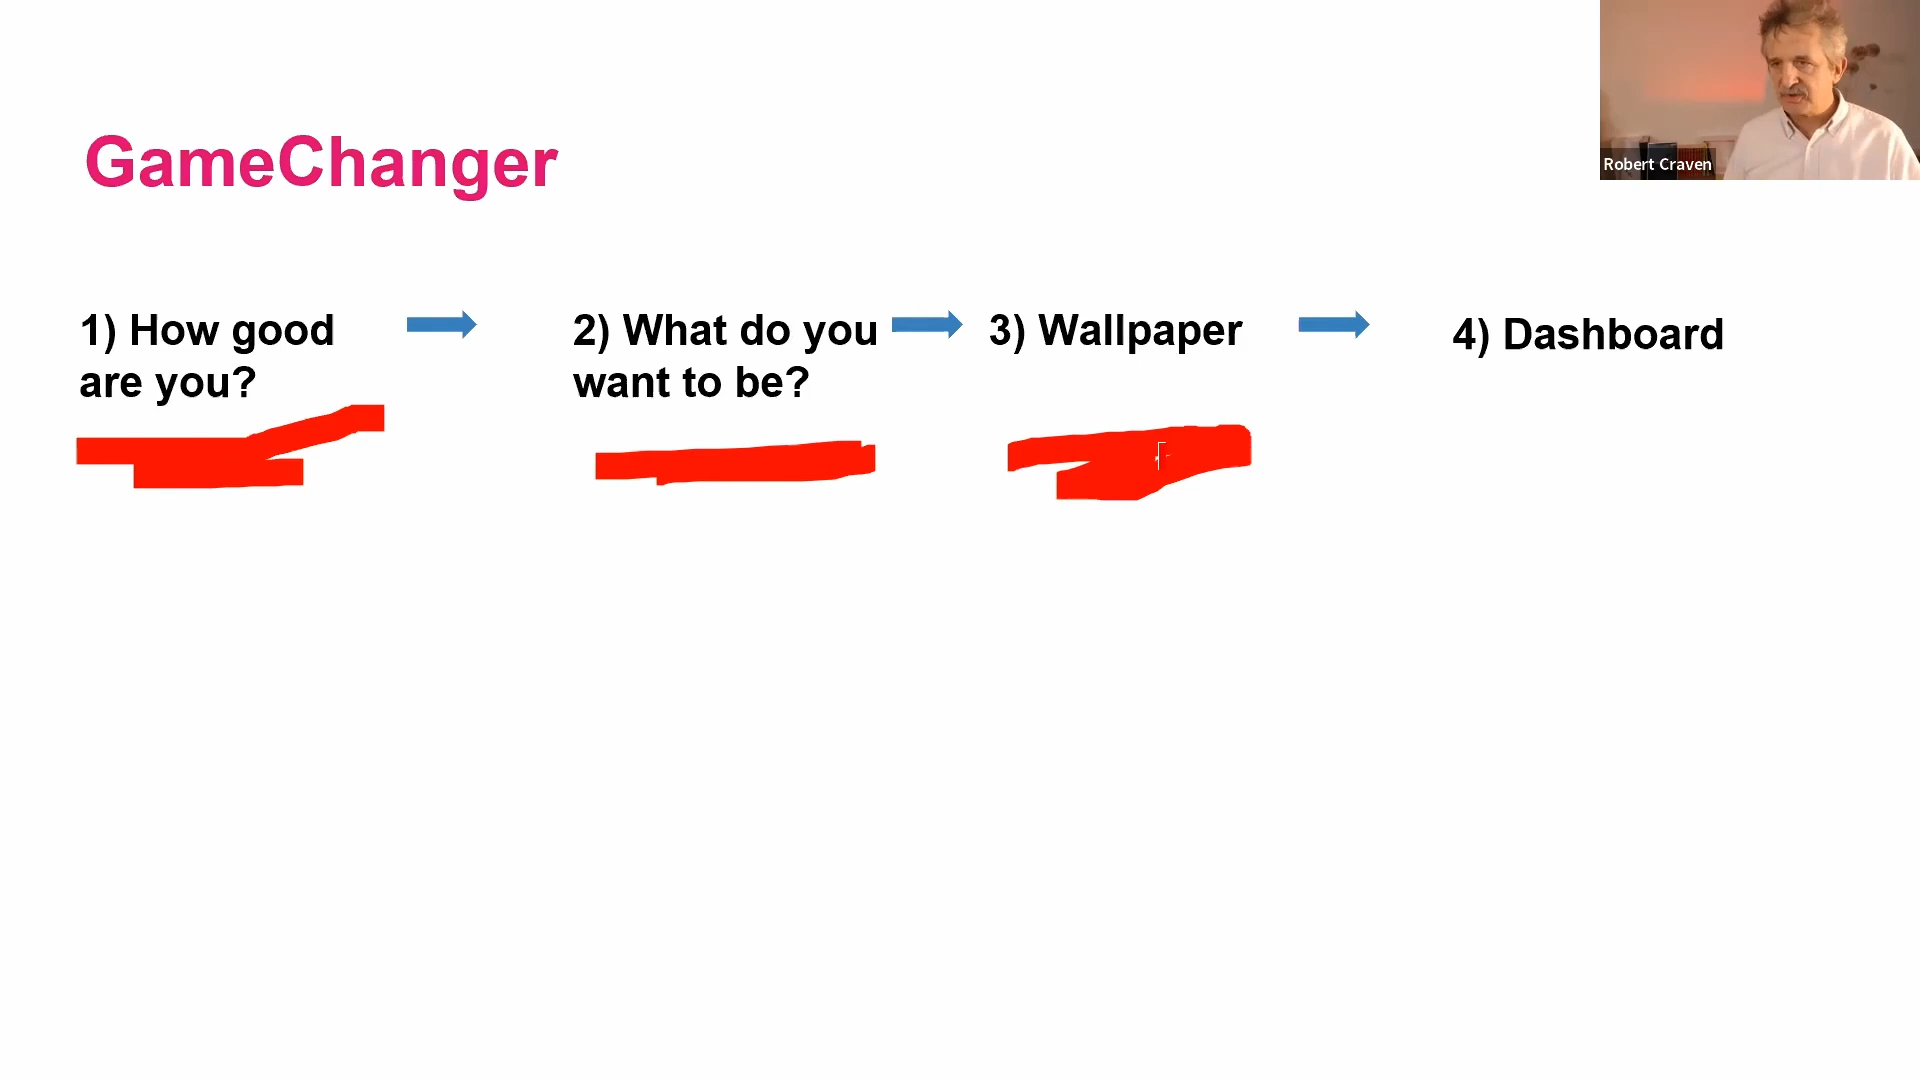 GameChanger
1) How good
are you?
2) What do you
want to be?
3) Wallpaper
4) Dashboard
Robert Craven